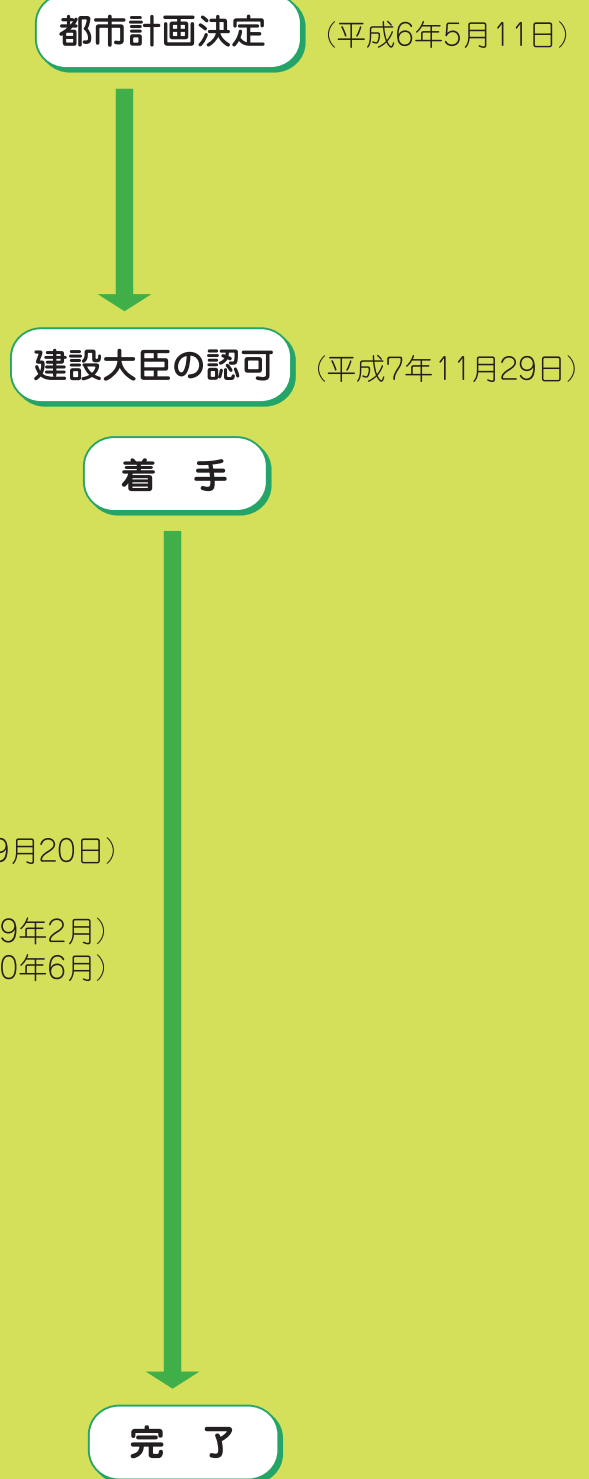 都市計画決定 （平成6年5月11日）
建設大臣の認可 （平成7年11月29日）
着　手
9月20日）
9年2月）
0年6月）
完　了